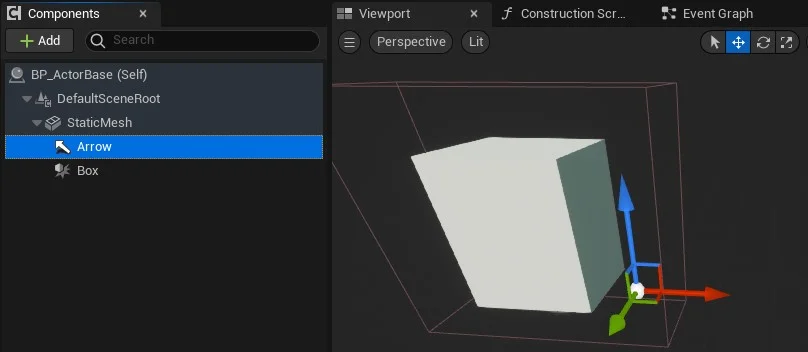 Components
Add
Search
BP_ActorBase (Self)
DefaultSceneRoot
StaticMesh
Arrow
Box
Viewport
Construction Scr...
Event Graph
Perspective
Lit